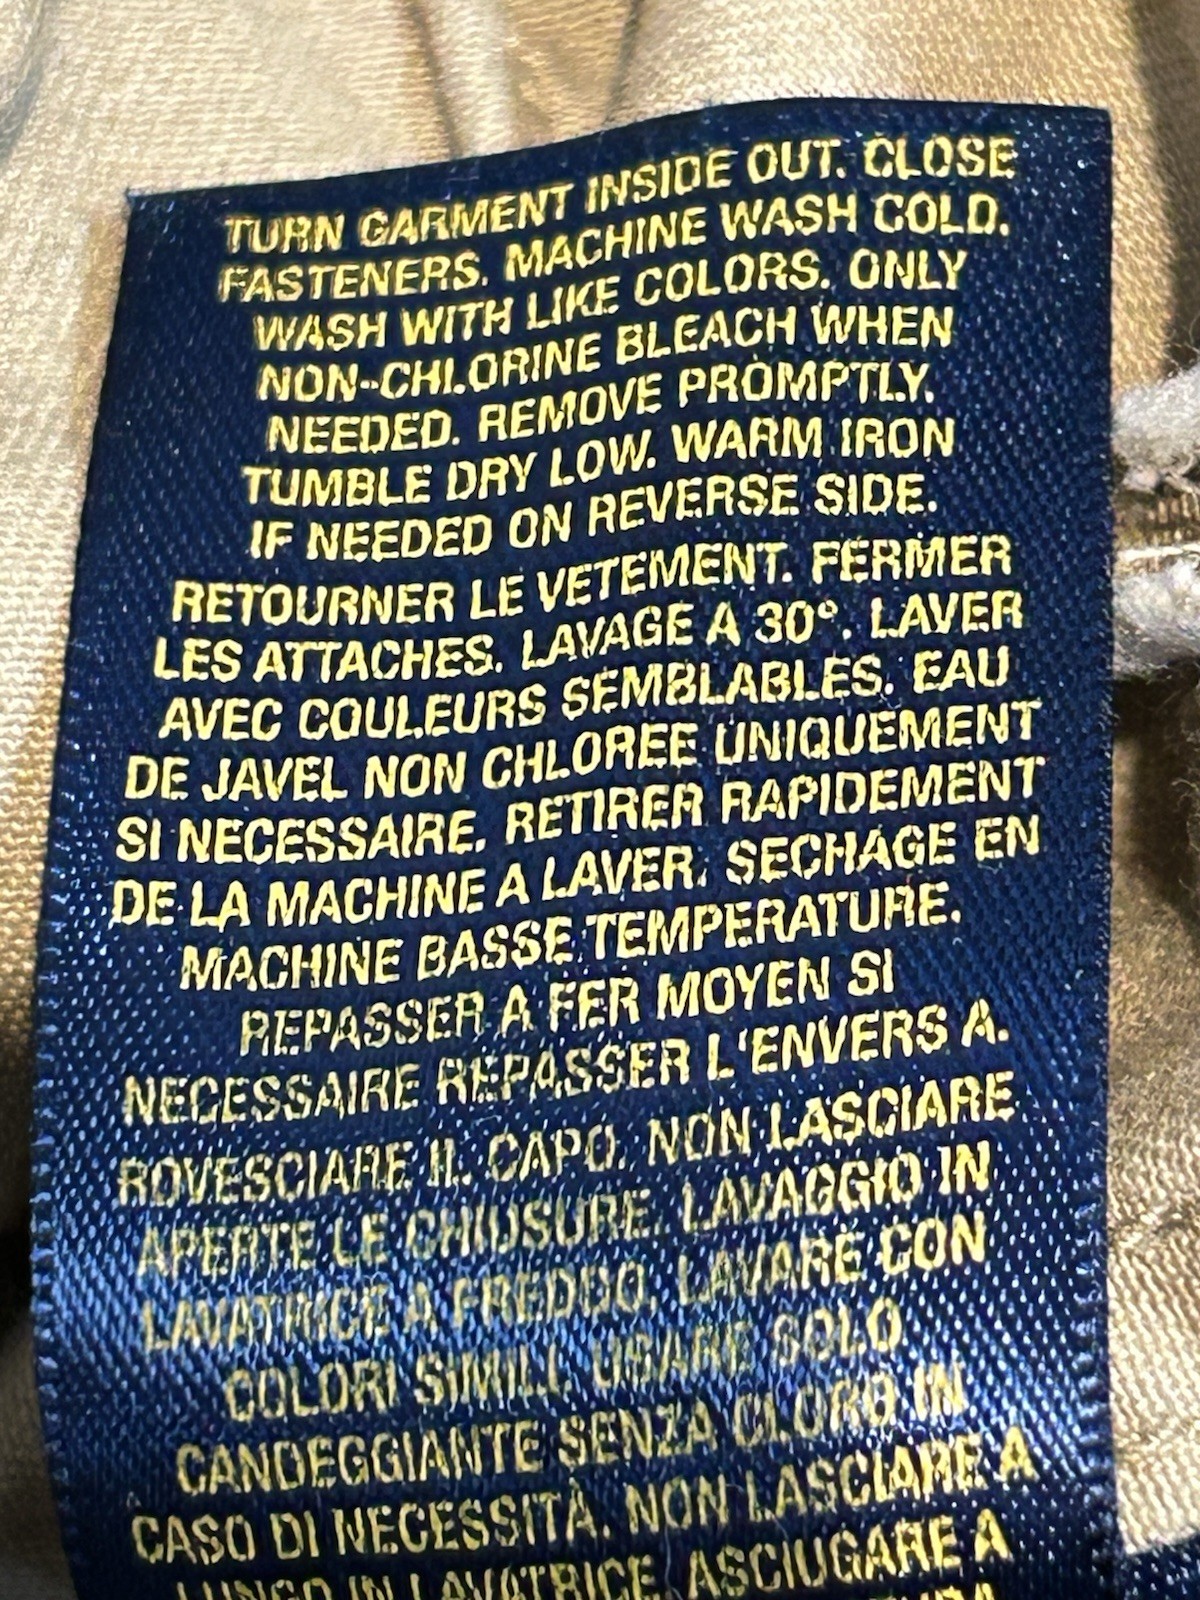 TURN GARMENT INSIDE OUT. CLOSE
FASTENERS. MACHINE WASH COLD.
WASH WITH LIKE COLORS. ONLY
NON-CHLORINE BLEACH WHEN
NEEDED. REMOVE PROMPTLY.
TUMBLE DRY LOW. WARM IRON
IF NEEDED ON REVERSE SIDE.
RETOURNER LE VETEMENT. FERMER
LES ATTACHES. LAVAGE A 30°. LAVER
AVEC COULEURS SEMBLABLES. EAU
DE JAVEL NON CHLOREE UNIQUEMENT
SI NECESSAIRE. RETIRER RAPIDEMENT
DE LA MACHINE A LAVER. SECHAGE EN
MACHINE BASSE TEMPERATURE.
REPASSER A FER MOYEN SI
NECESSAIRE REPASSER L'ENVERS A.
ROVESCIARE IL CAPO. NON LASCIARE
APERTE LE CHIUSURE. LAVAGGIO IN
LAVATRICE A FREDDO. LAVARE CON
COLORI SIMILI. USARE SOLO
CANDEGGIANTE SENZA CLORO IN
CASO DI NECESSITÀ. NON LASCIARE A
LUNGO IN LAVATRICE. ASCIUGARE A